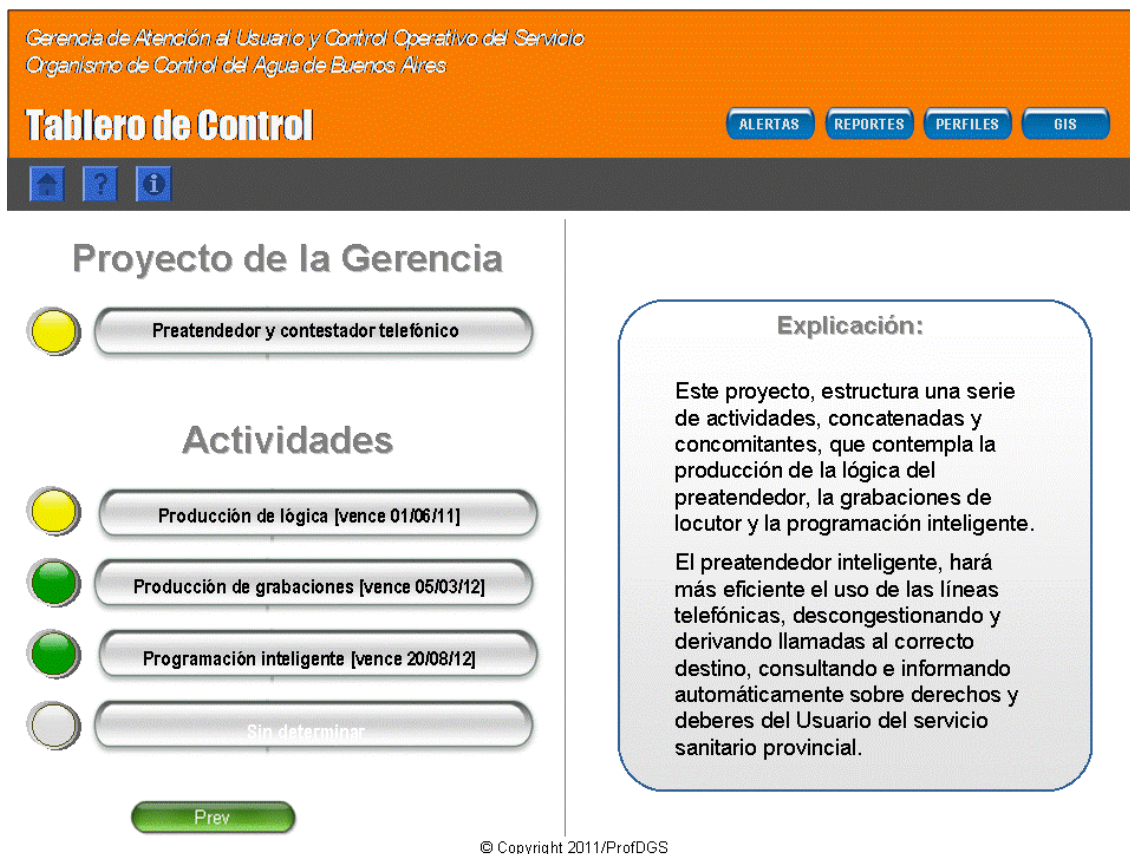 Gerencia de Atención al Usuario y Control Operativo del Servicio
Organismo de Control del Agua de Buenos Aires
Tablero de Control
ALERTAS
REPORTES
PERFILES
GIS
?
i
Proyecto de la Gerencia
Preatendedor y contestador telefónico
Actividades
Producción de lógica [vence 01/06/11]
Producción de grabaciones [vence 05/03/12]
Programación inteligente [vence 20/08/12]
Sin determinar
Prev
Explicación:
Este proyecto, estructura una serie
de actividades, concatenadas y
concomitantes, que contempla la
producción de la lógica del
preatendedor, la grabaciones de
locutor y la programación inteligente.
El preatendedor inteligente, hará
más eficiente el uso de las líneas
telefónicas, descongestionando y
derivando llamadas al correcto
destino, consultando e informando
automáticamente sobre derechos y
deberes del Usuario del servicio
sanitario provincial.
© Copyright 2011/ProfDGS